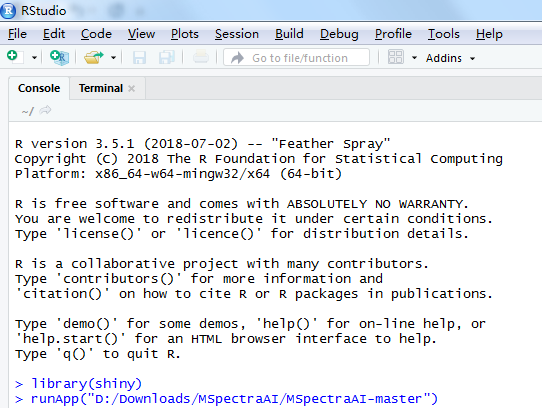 RStudio
File Edit Code View Plots Session Build Debug Profile Tools Help
Go to file/function Addins
Console Terminal
~/
R version 3.5.1 (2018-07-02) -- "Feather Spray"
Copyright (C) 2018 The R Foundation for Statistical Computing
Platform: x86_64-w64-mingw32/x64 (64-bit)
R is free software and comes with ABSOLUTELY NO WARRANTY.
You are welcome to redistribute it under certain conditions.
Type 'license()' or 'licence()' for distribution details.
R is a collaborative project with many contributors.
Type 'contributors()' for more information and
'citation()' on how to cite R or R packages in publications.
Type 'demo()' for some demos, 'help()' for on-line help, or
'help.start()' for an HTML browser interface to help.
Type 'q()' to quit R.
> library(shiny)
> runApp("D:/Downloads/MSpectraAI/MSpectraAI-master")